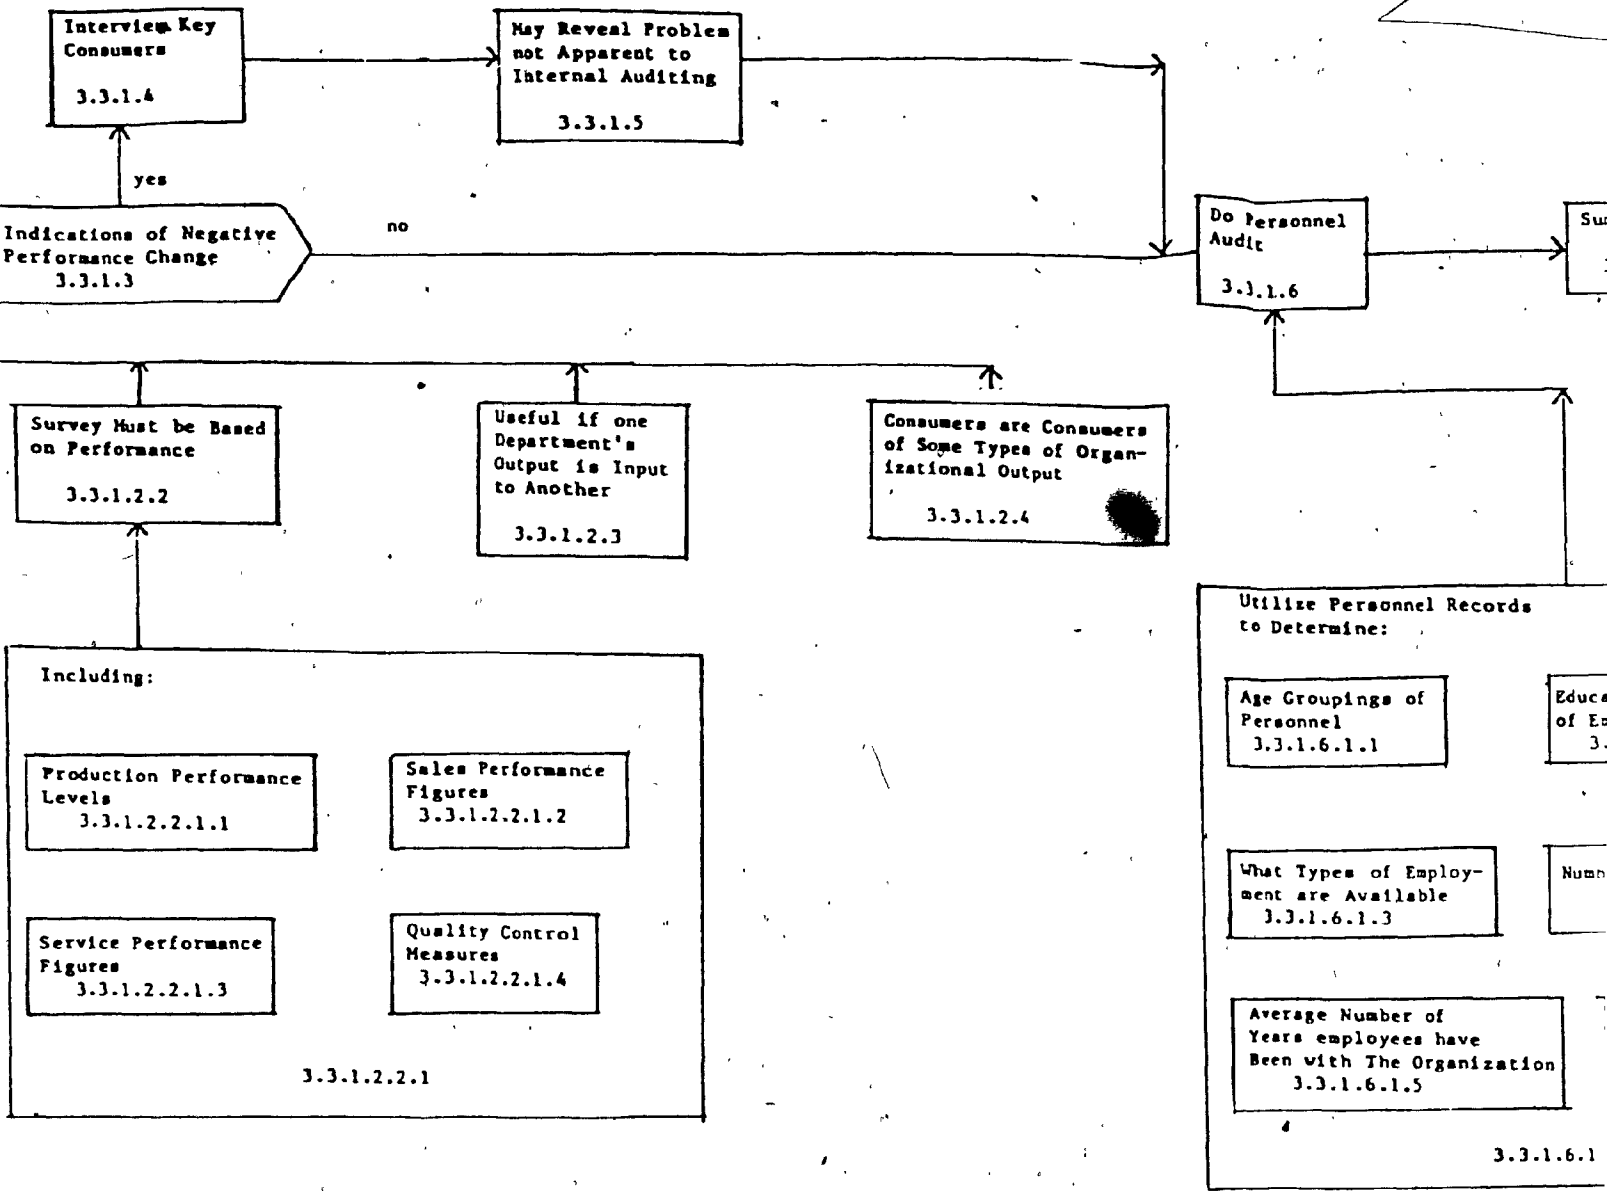 Interview Key
Consumers
3.3.1.4
May Reveal Problem
not Apparent to
Internal Auditing
3.3.1.5
yes
Indications of Negative
Performance Change
3.3.1.3
no
Do Personnel
Audit
3.3.1.6
Survey Must be Based
on Performance
3.3.1.2.2
Useful if one
Department's
Output is Input
to Another
3.3.1.2.3
Consumers are Consumers
of Some Types of Organ-
izational Output
3.3.1.2.4
Including:
Production Performance
Levels
3.3.1.2.2.1.1
Sales Performance
Figures
3.3.1.2.2.1.2
Service Performance
Figures
3.3.1.2.2.1.3
Quality Control
Measures
3.3.1.2.2.1.4
3.3.1.2.2.1
Utilize Personnel Records
to Determine:
Age Groupings of
Personnel
3.3.1.6.1.1
of
What Types of Employ-
ment are Available
3.3.1.6.1.3
Average Number of
Years employees have
Been with The Organization
3.3.1.6.1.5
3.3.1.6.1